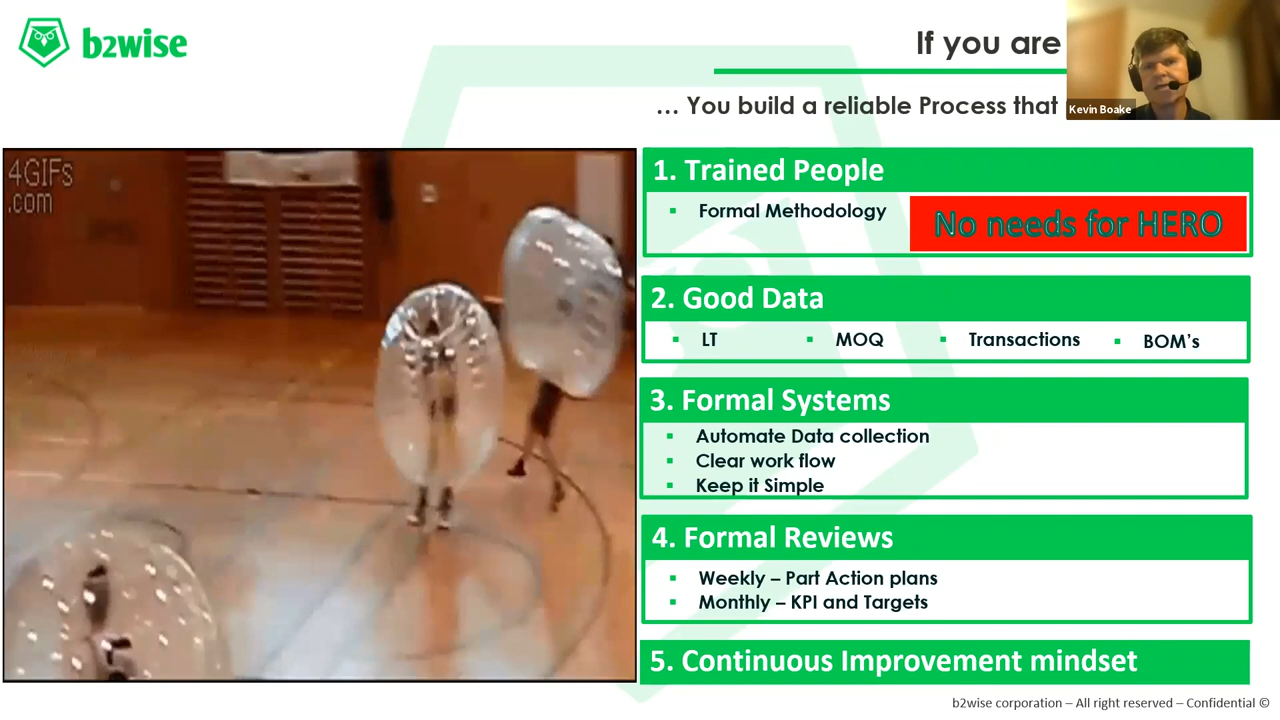 b2wise
If you are
… You build a reliable Process that
Kevin Boake
4GIFs
.com
1. Trained People
▪ Formal Methodology
No needs for HERO
2. Good Data
▪ LT ▪ MOQ ▪ Transactions ▪ BOM’s
3. Formal Systems
▪ Automate Data collection
▪ Clear work flow
▪ Keep it Simple
4. Formal Reviews
▪ Weekly – Part Action plans
▪ Monthly – KPI and Targets
5. Continuous Improvement mindset
b2wise corporation – All right reserved – Confidential ©